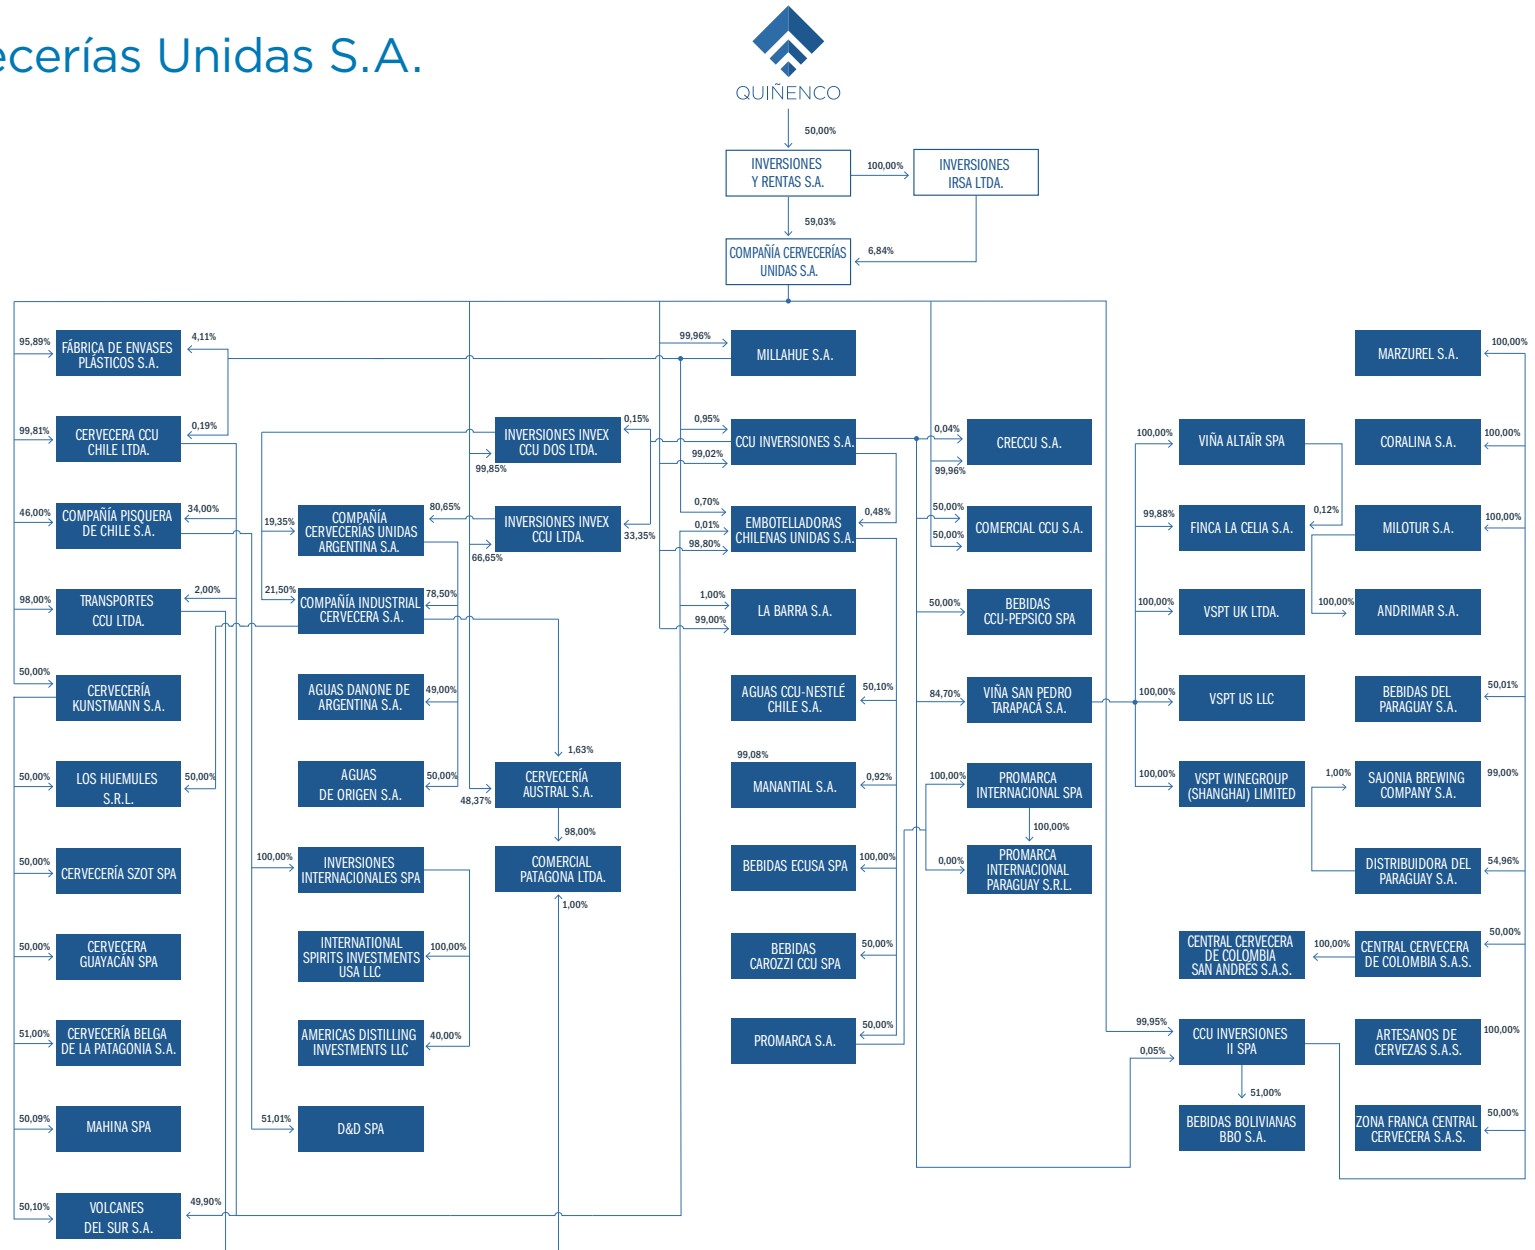 ecerías Unidas S.A.
QUIÑENCO
50,00%
INVERSIONES
Y RENTAS S.A.
100,00%
INVERSIONES
IRSA LTDA.
59,03%
COMPAÑÍA CERVECERÍAS
UNIDAS S.A.
6,84%
95,89%
FÁBRICA DE ENVASES
PLÁSTICOS S.A.
4,11%
99,81%
CERVECERA CCU
CHILE LTDA.
0,19%
46,00%
COMPAÑÍA PISQUERA
DE CHILE S.A.
34,00%
98,00%
TRANSPORTES
CCU LTDA.
2,00%
50,00%
CERVECERÍA
KUNSTMANN S.A.
50,00%
LOS HUEMULES
S.R.L.
50,00%
50,00%
CERVECERÍA SZOT SPA
50,00%
CERVECERA
GUAYACÁN SPA
51,00%
CERVECERÍA BELGA
DE LA PATAGONIA S.A.
50,09%
MAHINA SPA
50,10%
VOLCANES
DEL SUR S.A.
49,90%
19,35%
COMPAÑÍA
CERVECERÍAS UNIDAS
ARGENTINA S.A.
80,65%
21,50%
COMPAÑÍA INDUSTRIAL
CERVECERA S.A.
78,50%
AGUAS DANONE DE
ARGENTINA S.A.
49,00%
AGUAS
DE ORIGEN S.A.
50,00%
100,00%
INVERSIONES
INTERNACIONALES SPA
INTERNATIONAL
SPIRITS INVESTMENTS
USA LLC
100,00%
AMERICAS DISTILLING
INVESTMENTS LLC
40,00%
51,01%
D&D SPA
INVERSIONES INVEX
CCU DOS LTDA.
0,15%
99,85%
INVERSIONES INVEX
CCU LTDA.
33,35%
66,65%
1,63%
CERVECERÍA
AUSTRAL S.A.
48,37%
98,00%
COMERCIAL
PATAGONA LTDA.
1,00%
99,96%
MILLAHUE S.A.
0,95%
CCU INVERSIONES S.A.
99,02%
0,70%
0,01%
EMBOTELLADORAS
CHILENAS UNIDAS S.A.
0,48%
98,80%
1,00%
LA BARRA S.A.
99,00%
AGUAS CCU-NESTLÉ
CHILE S.A.
50,10%
99,08%
MANANTIAL S.A.
0,92%
BEBIDAS ECUSA SPA
100,00%
BEBIDAS
CAROZZI CCU SPA
50,00%
PROMARCA S.A.
50,00%
0,04%
CRECCU S.A.
99,96%
50,00%
COMERCIAL CCU S.A.
50,00%
50,00%
BEBIDAS
CCU-PEPSICO SPA
84,70%
VIÑA SAN PEDRO
TARAPACÁ S.A.
100,00%
PROMARCA
INTERNACIONAL SPA
100,00%
0,00%
PROMARCA
INTERNACIONAL
PARAGUAY S.R.L.
100,00%
VIÑA ALTAÏR SPA
99,88%
FINCA LA CELIA S.A.
0,12%
100,00%
VSPT UK LTDA.
100,00%
VSPT US LLC
100,00%
VSPT WINEGROUP
(SHANGHAI) LIMITED
CENTRAL CERVECERA
DE COLOMBIA
SAN ANDRÉS S.A.S.
100,00%
99,95%
0,05%
CCU INVERSIONES
II SPA
51,00%
BEBIDAS BOLIVIANAS
BBO S.A.
MARZUREL S.A.
100,00%
CORALINA S.A.
100,00%
MILOTUR S.A.
100,00%
100,00%
ANDRIMAR S.A.
BEBIDAS DEL
PARAGUAY S.A.
50,01%
1,00%
SAJONIA BREWING
COMPANY S.A.
99,00%
DISTRIBUIDORA DEL
PARAGUAY S.A.
54,96%
CENTRAL CERVECERA
DE COLOMBIA S.A.S.
50,00%
ARTESANOS DE
CERVEZAS S.A.S.
100,00%
ZONA FRANCA CENTRAL
CERVECERA S.A.S.
50,00%